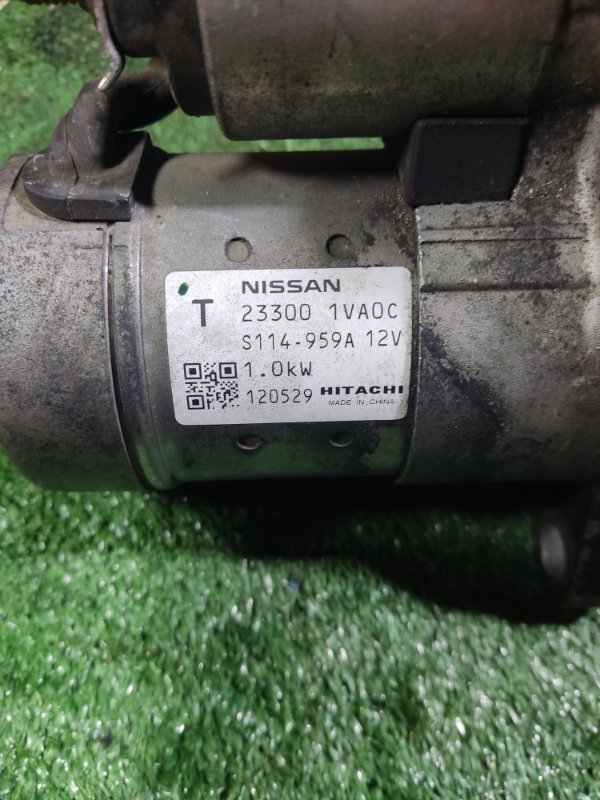 NISSAN
T 23300 1VA0C
S114-959A 12V
1.0kW
120529 HITACHI
MADE IN CHINA